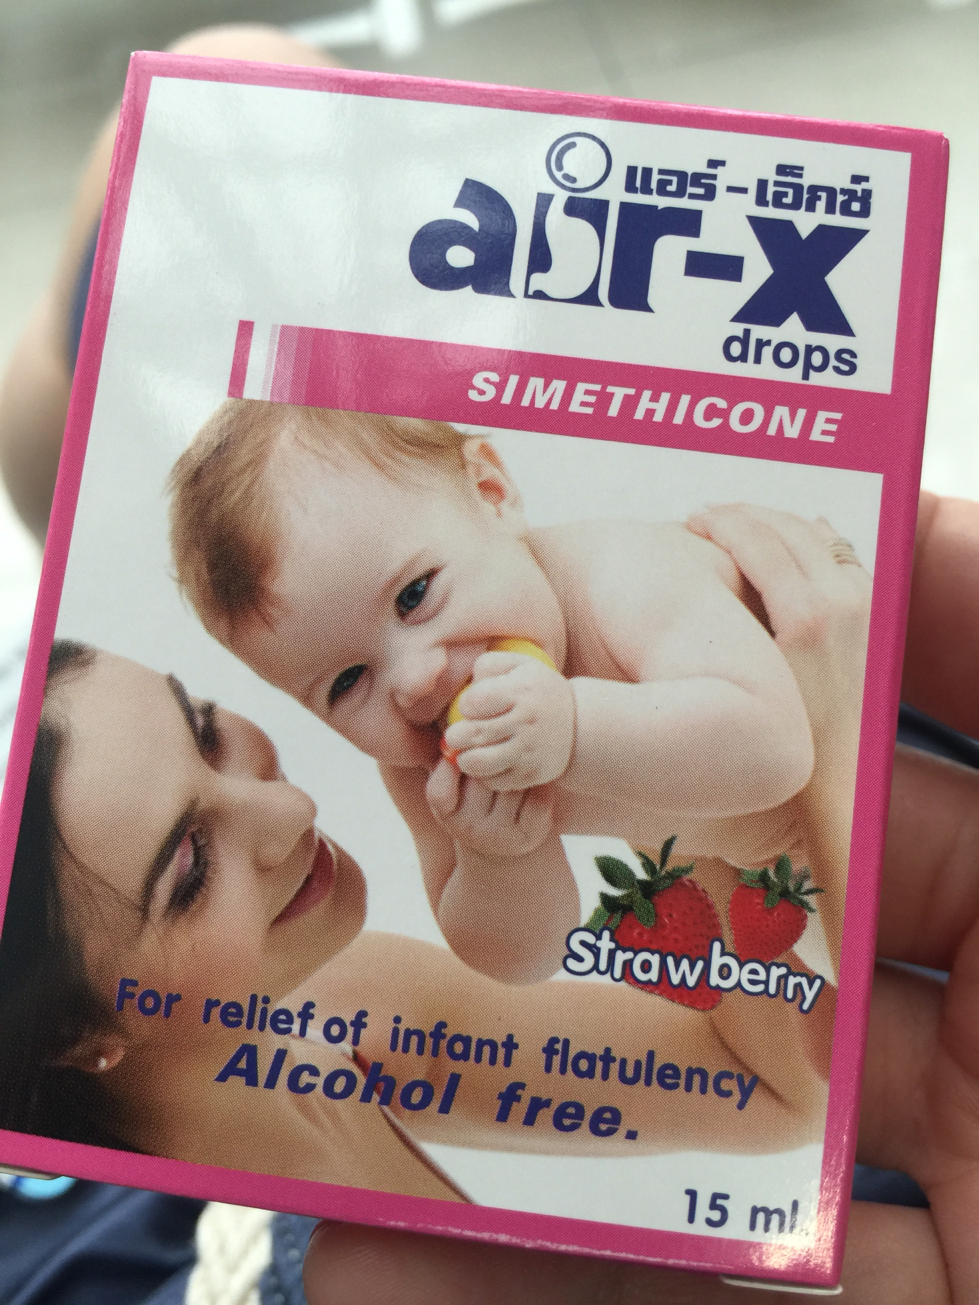 แอร์-เอ็กซ์
air-x
drops
SIMETHICONE
Strawberry
For relief of infant flatulency
Alcohol free.
15 ml.